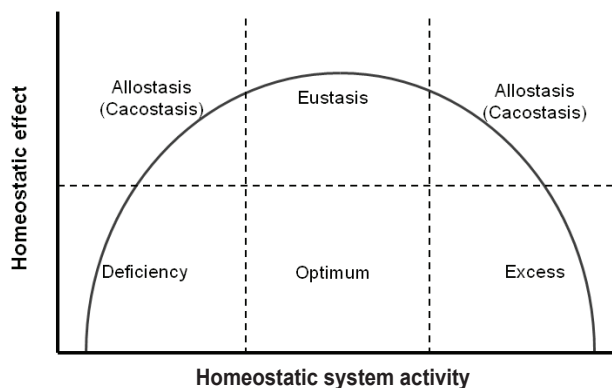 Homeostatic effect
Allostasis
(Cacostasis)
Eustasis
Allostasis
(Cacostasis)
Deficiency
Optimum
Excess
Homeostatic system activity